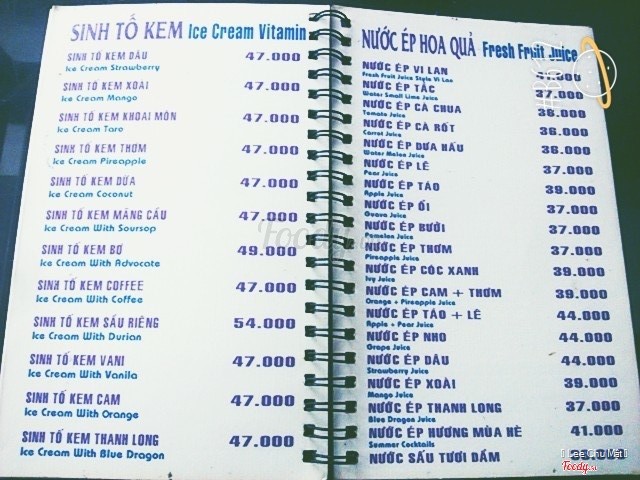 SINH TỐ KEM Ice Cream Vitamin
SINH TỐ KEM DÂU 47.000
Ice Cream Strawberry
SINH TỐ KEM XOÀI 47.000
Ice Cream Mango
SINH TỐ KEM KHOAI MÔN 47.000
Ice Cream Taro
SINH TỐ KEM THƠM 47.000
Ice Cream Pireapple
SINH TỐ KEM DỪA 47.000
Ice Cream Coconut
SINH TỐ KEM MÃNG CẦU 47.000
Ice Cream With Soursop
SINH TỐ KEM BƠ 49.000
Ice Cream With Advocate
SINH TỐ KEM COFFEE 47.000
Ice Cream With Coffee
SINH TỐ KEM SẦU RIÊNG 54.000
Ice Cream With Durian
SINH TỐ KEM VANI 47.000
Ice Cream With Vanila
SINH TỐ KEM CAM 47.000
Ice Cream With Orange
SINH TỐ KEM THANH LONG 47.000
Ice Cream With Blue Dragon
NƯỚC ÉP HOA QUẢ Fresh Fruit Juice
NƯỚC ÉP VI LAN
Fresh Fruit Juice Style Vi Lan
NƯỚC ÉP TẮC 37.000
Water Small Lime Juice
NƯỚC ÉP CÀ CHUA 36.000
Tomato Juice
NƯỚC ÉP CÀ RỐT 36.000
Carrot Juice
NƯỚC ÉP DƯA HẤU 36.000
Water Melon Juice
NƯỚC ÉP LÊ 37.000
Pear Juice
NƯỚC ÉP TÁO 39.000
Apple Juice
NƯỚC ÉP ỔI 37.000
Guava Juice
NƯỚC ÉP BƯỞI 37.000
Pomelon Juice
NƯỚC ÉP THƠM 37.000
Pineapple Juice
NƯỚC ÉP CÓC XANH 39.000
Ivy Juice
NƯỚC ÉP CAM + THƠM 39.000
Orange + Pireapple Juice
NƯỚC ÉP TÁO + LÊ 44.000
Apple + Pear Juice
NƯỚC ÉP NHO 44.000
Grape Juice
NƯỚC ÉP DÂU 44.000
Strawberry Juice
NƯỚC ÉP XOÀI 39.000
Mango Juice
NƯỚC ÉP THANH LONG 37.000
Blue Dragon Juice
NƯỚC ÉP HƯƠNG MÙA HÈ 41.000
Summer Cocktails
NƯỚC SẤU TƯƠI DẦM
Foody.vn